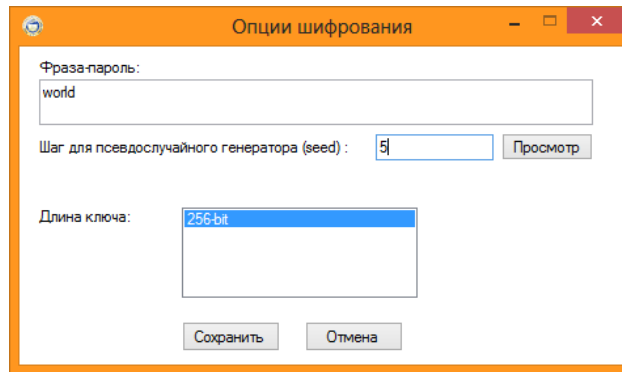 Опции шифрования
Фраза-пароль:
world
Шаг для псевдослучайного генератора (seed) : 5 Просмотр
Длина ключа: 256-bit
Сохранить Отмена